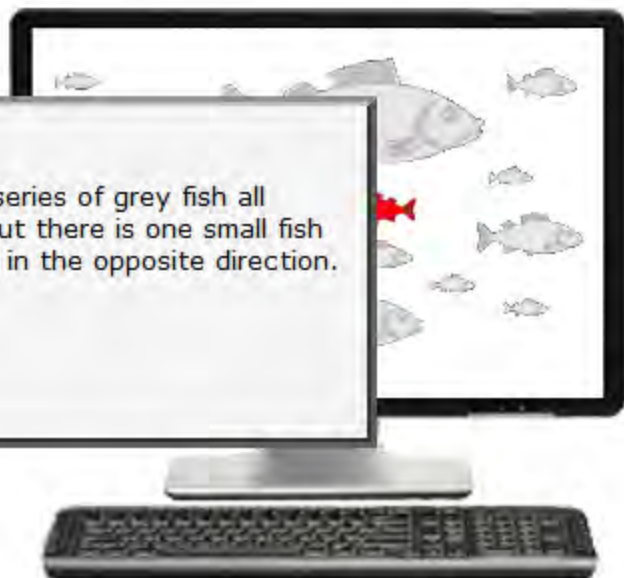 series of grey fish all
ut there is one small fish
in the opposite direction.